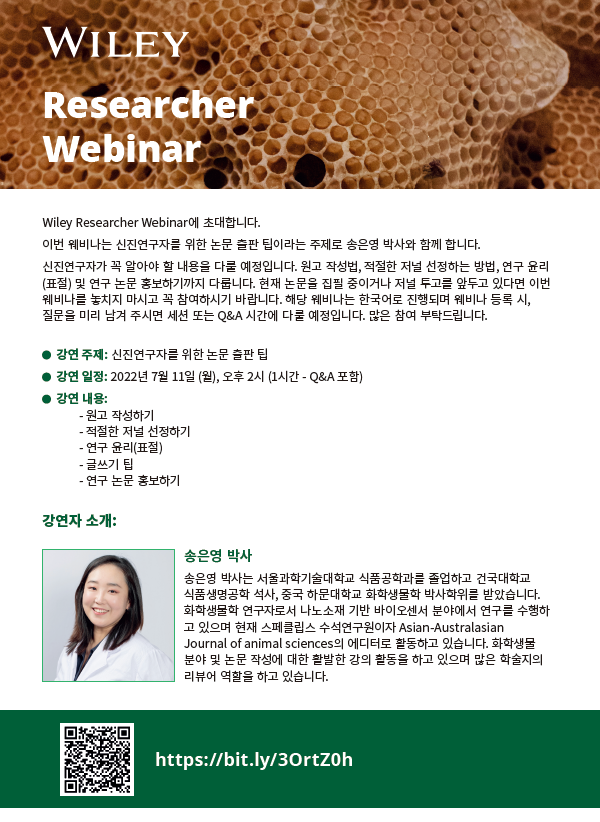 WILEY
Researcher
Webinar
Wiley Researcher Webinar에 초대합니다.
이번 웨비나는 신진연구자를 위한 논문 출판 팁이라는 주제로 송은영 박사와 함께 합니다.
신진연구자가 꼭 알아야 할 내용을 다룰 예정입니다. 원고 작성법, 적절한 저널 선정하는 방법, 연구 윤리
(표절) 및 연구 논문 홍보하기까지 다룹니다. 현재 논문을 집필 중이거나 저널 투고를 앞두고 있다면 이번
웨비나를 놓치지 마시고 꼭 참여하시기 바랍니다. 해당 웨비나는 한국어로 진행되며 웨비나 등록 시,
질문을 미리 남겨 주시면 세션 또는 Q&A 시간에 다룰 예정입니다. 많은 참여 부탁드립니다.
● 강연 주제: 신진연구자를 위한 논문 출판 팁
● 강연 일정: 2022년 7월 11일 (월), 오후 2시 (1시간 - Q&A 포함)
● 강연 내용:
- 원고 작성하기
- 적절한 저널 선정하기
- 연구 윤리(표절)
- 글쓰기 팁
- 연구 논문 홍보하기
강연자 소개:
송은영 박사
송은영 박사는 서울과학기술대학교 식품공학과를 졸업하고 건국대학교
식품생명공학 석사, 중국 하문대학교 화학생물학 박사학위를 받았습니다.
화학생물학 연구자로서 나노소재 기반 바이오센서 분야에서 연구를 수행하
고 있으며 현재 스페클립스 수석연구원이자 Asian-Australasian
Journal of animal sciences의 에디터로 활동하고 있습니다. 화학생물
분야 및 논문 작성에 대한 활발한 강의 활동을 하고 있으며 많은 학술지의
리뷰어 역할을 하고 있습니다.
https://bit.ly/3OrtZ0h